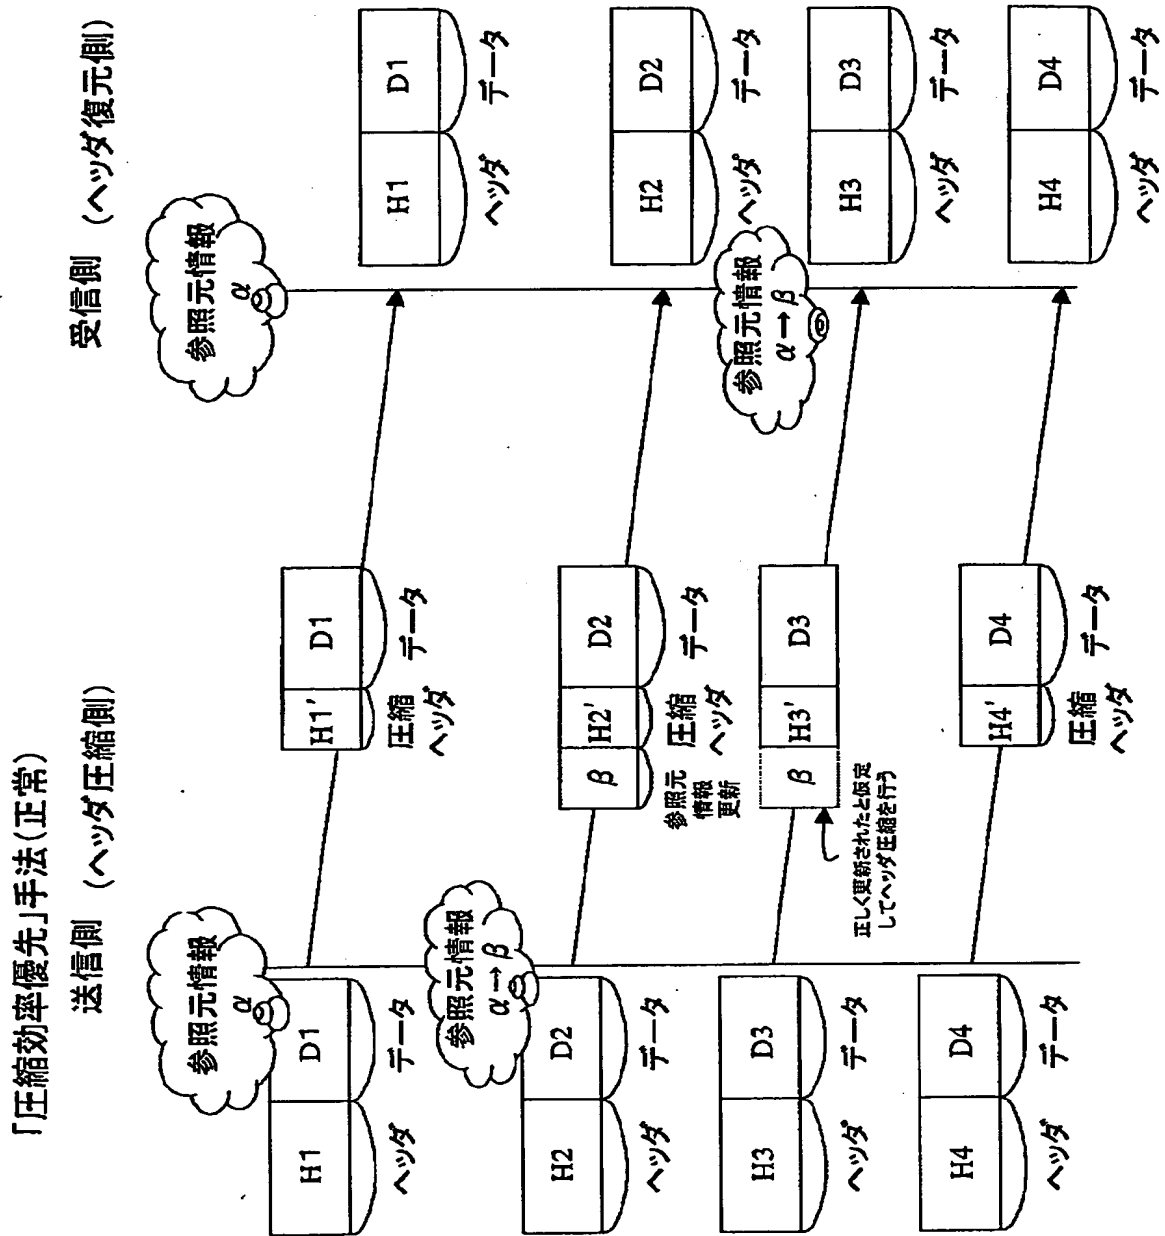 「圧縮効率優先」手法(正常)
送信側 (ヘッダ圧縮側)
受信側 (ヘッダ復元側)
参照元情報
α
参照元情報
α
H1
D1
ヘッダ
データ
H1'
D1
圧縮
ヘッダ
データ
H1
D1
ヘッダ
データ
参照元情報
α→β
H2
D2
ヘッダ
データ
β
H2'
D2
参照元
情報
更新
圧縮
ヘッダ
データ
H2
D2
ヘッダ
データ
参照元情報
α→β
H3
D3
ヘッダ
データ
β
H3'
D3
正しく更新されたと仮定
してヘッダ圧縮を行う
H3
D3
ヘッダ
データ
H4
D4
ヘッダ
データ
H4'
D4
圧縮
ヘッダ
データ
H4
D4
ヘッダ
データ